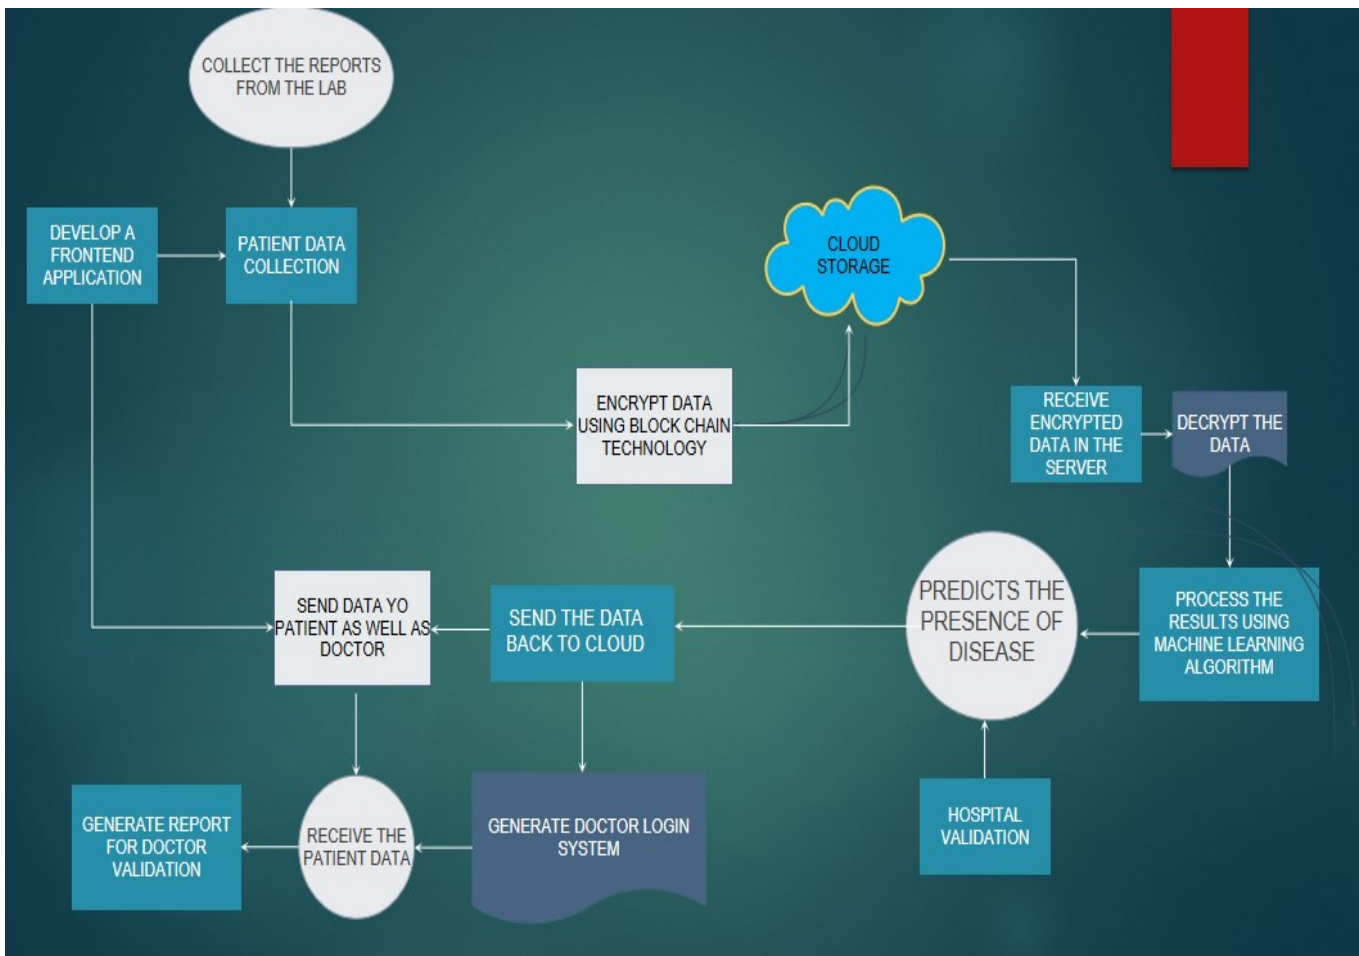 COLLECT THE REPORTS
FROM THE LAB
DEVELOP A
FRONTEND
APPLICATION
PATIENT DATA
COLLECTION
CLOUD
STORAGE
ENCRYPT DATA
USING BLOCK CHAIN
TECHNOLOGY
RECEIVE
ENCRYPTED
DATA IN THE
SERVER
DECRYPT THE
DATA
PROCESS THE
RESULTS USING
MACHINE LEARNING
ALGORITHM
PREDICTS THE
PRESENCE OF
DISEASE
HOSPITAL
VALIDATION
SEND THE DATA
BACK TO CLOUD
SEND DATA YO
PATIENT AS WELL AS
DOCTOR
GENERATE DOCTOR LOGIN
SYSTEM
RECEIVE THE
PATIENT DATA
GENERATE REPORT
FOR DOCTOR
VALIDATION